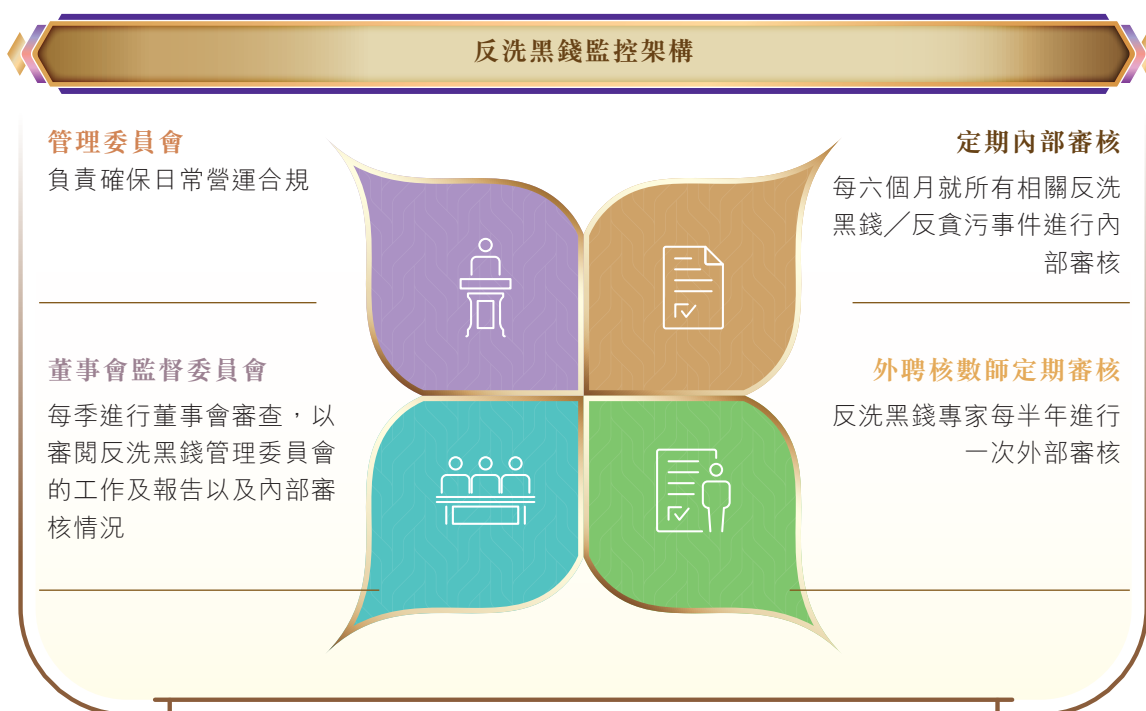 反洗黑錢監控架構
管理委員會
負責確保日常營運合規
定期內部審核
每六個月就所有相關反洗
黑錢╱反貪污事件進行內
部審核
董事會監督委員會
每季進行董事會審查，以
審閱反洗黑錢管理委員會
的工作及報告以及內部審
核情況
外聘核數師定期審核
反洗黑錢專家每半年進行
一次外部審核